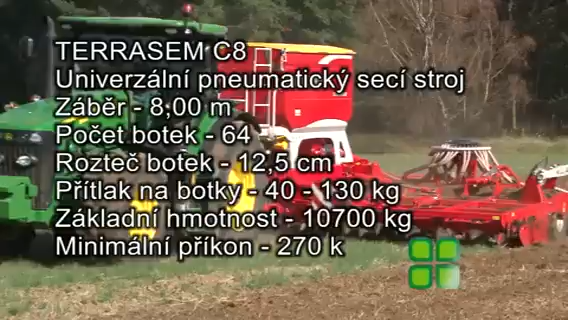 TERRASEM C8
Univerzální pneumatický secí stroj
Záběr - 8,00 m
Počet botek - 64
Rozteč botek - 12,5 cm
Přítlak na botky - 40 - 130 kg
Základní hmotnost - 10700 kg
Minimální příkon - 270 k